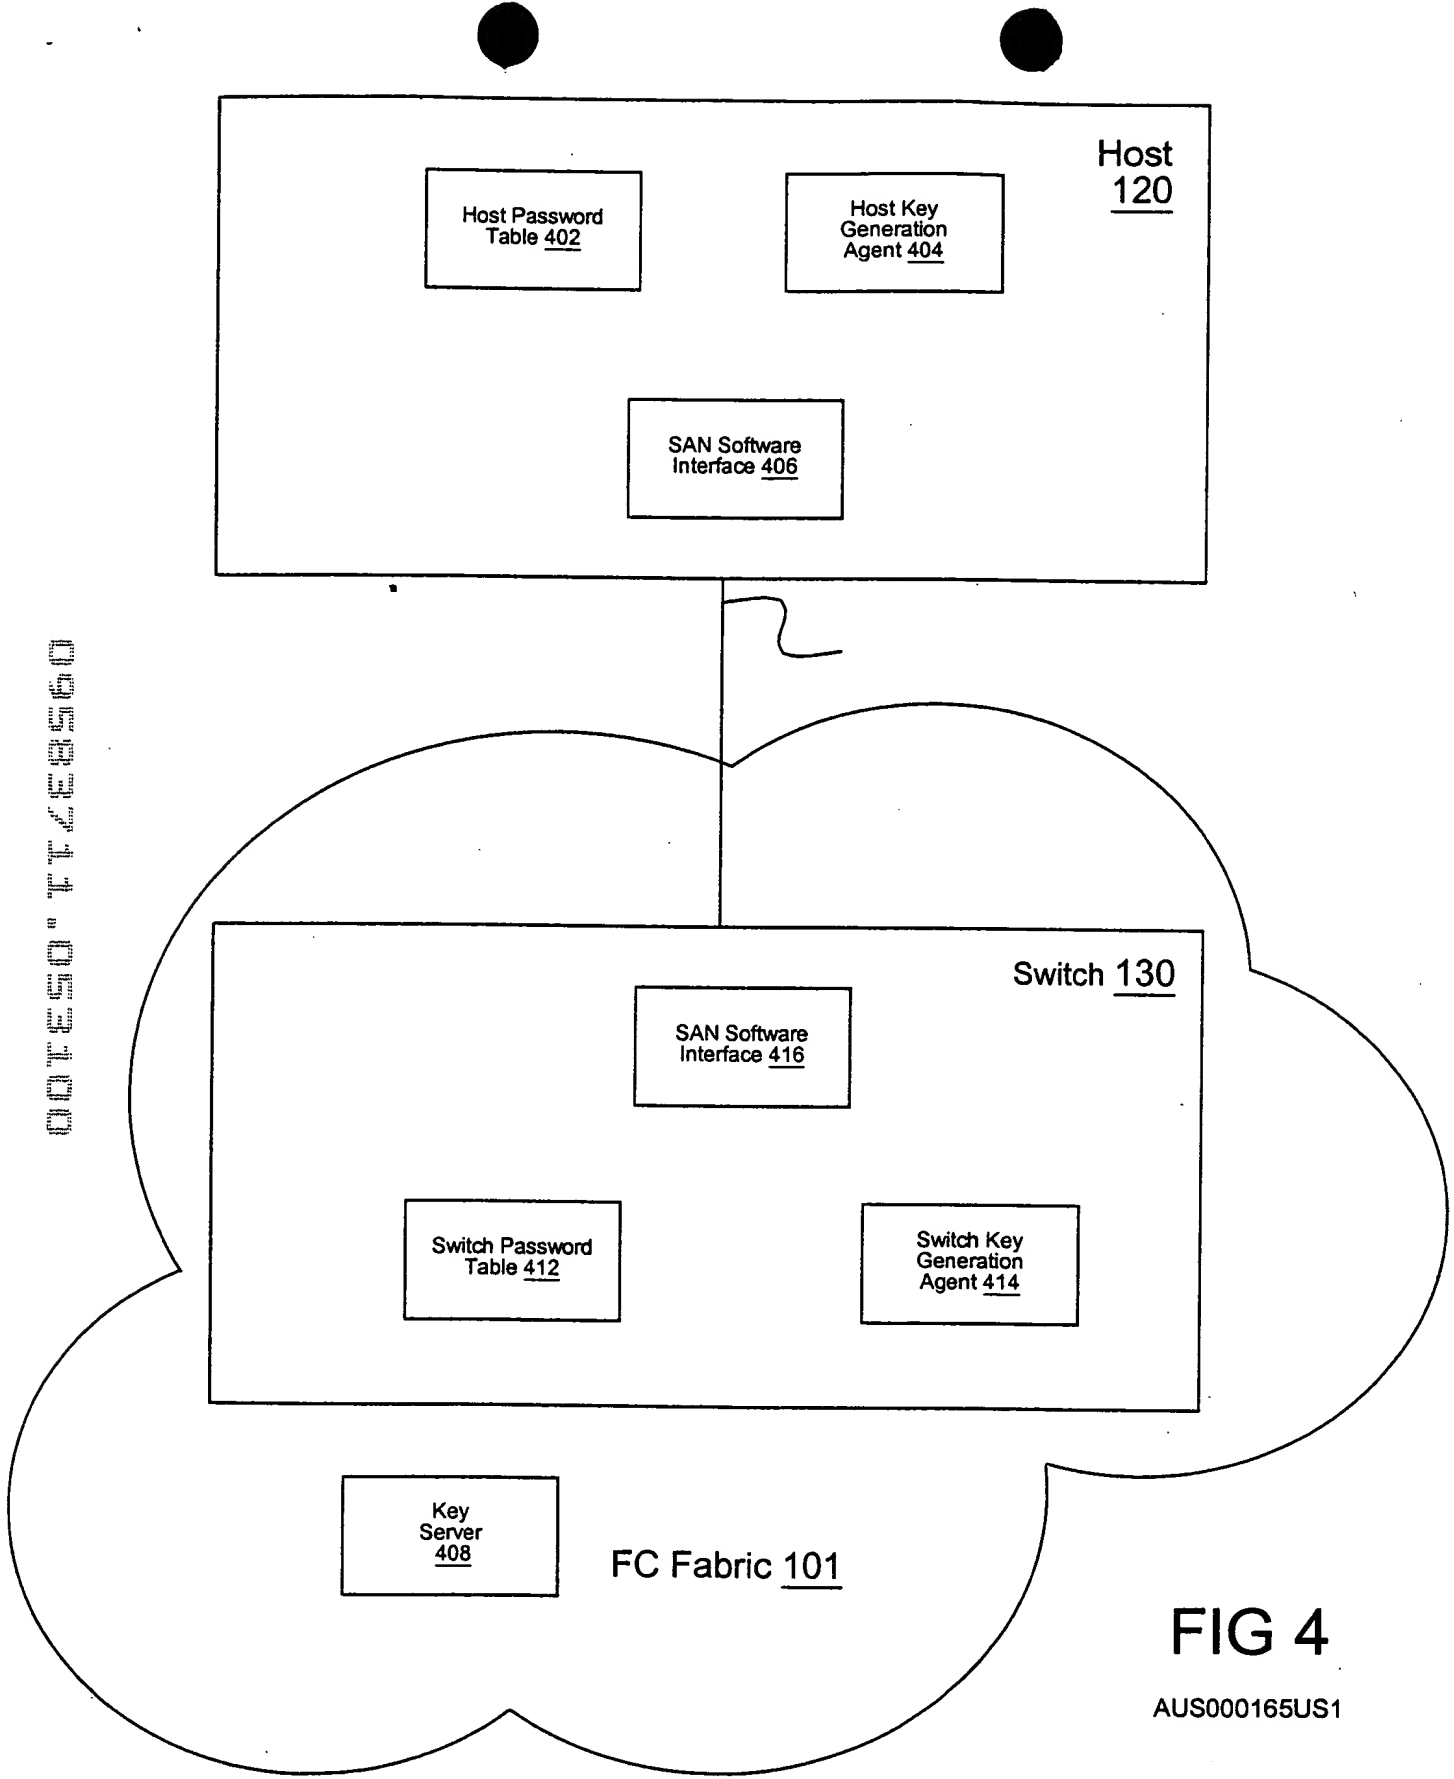 Host
120
Host Password
Table 402
Host Key
Generation
Agent 404
SAN Software
Interface 406
09583711.053100
Switch 130
SAN Software
Interface 416
Switch Password
Table 412
Switch Key
Generation
Agent 414
Key
Server
408
FC Fabric 101
FIG 4
AUS000165US1